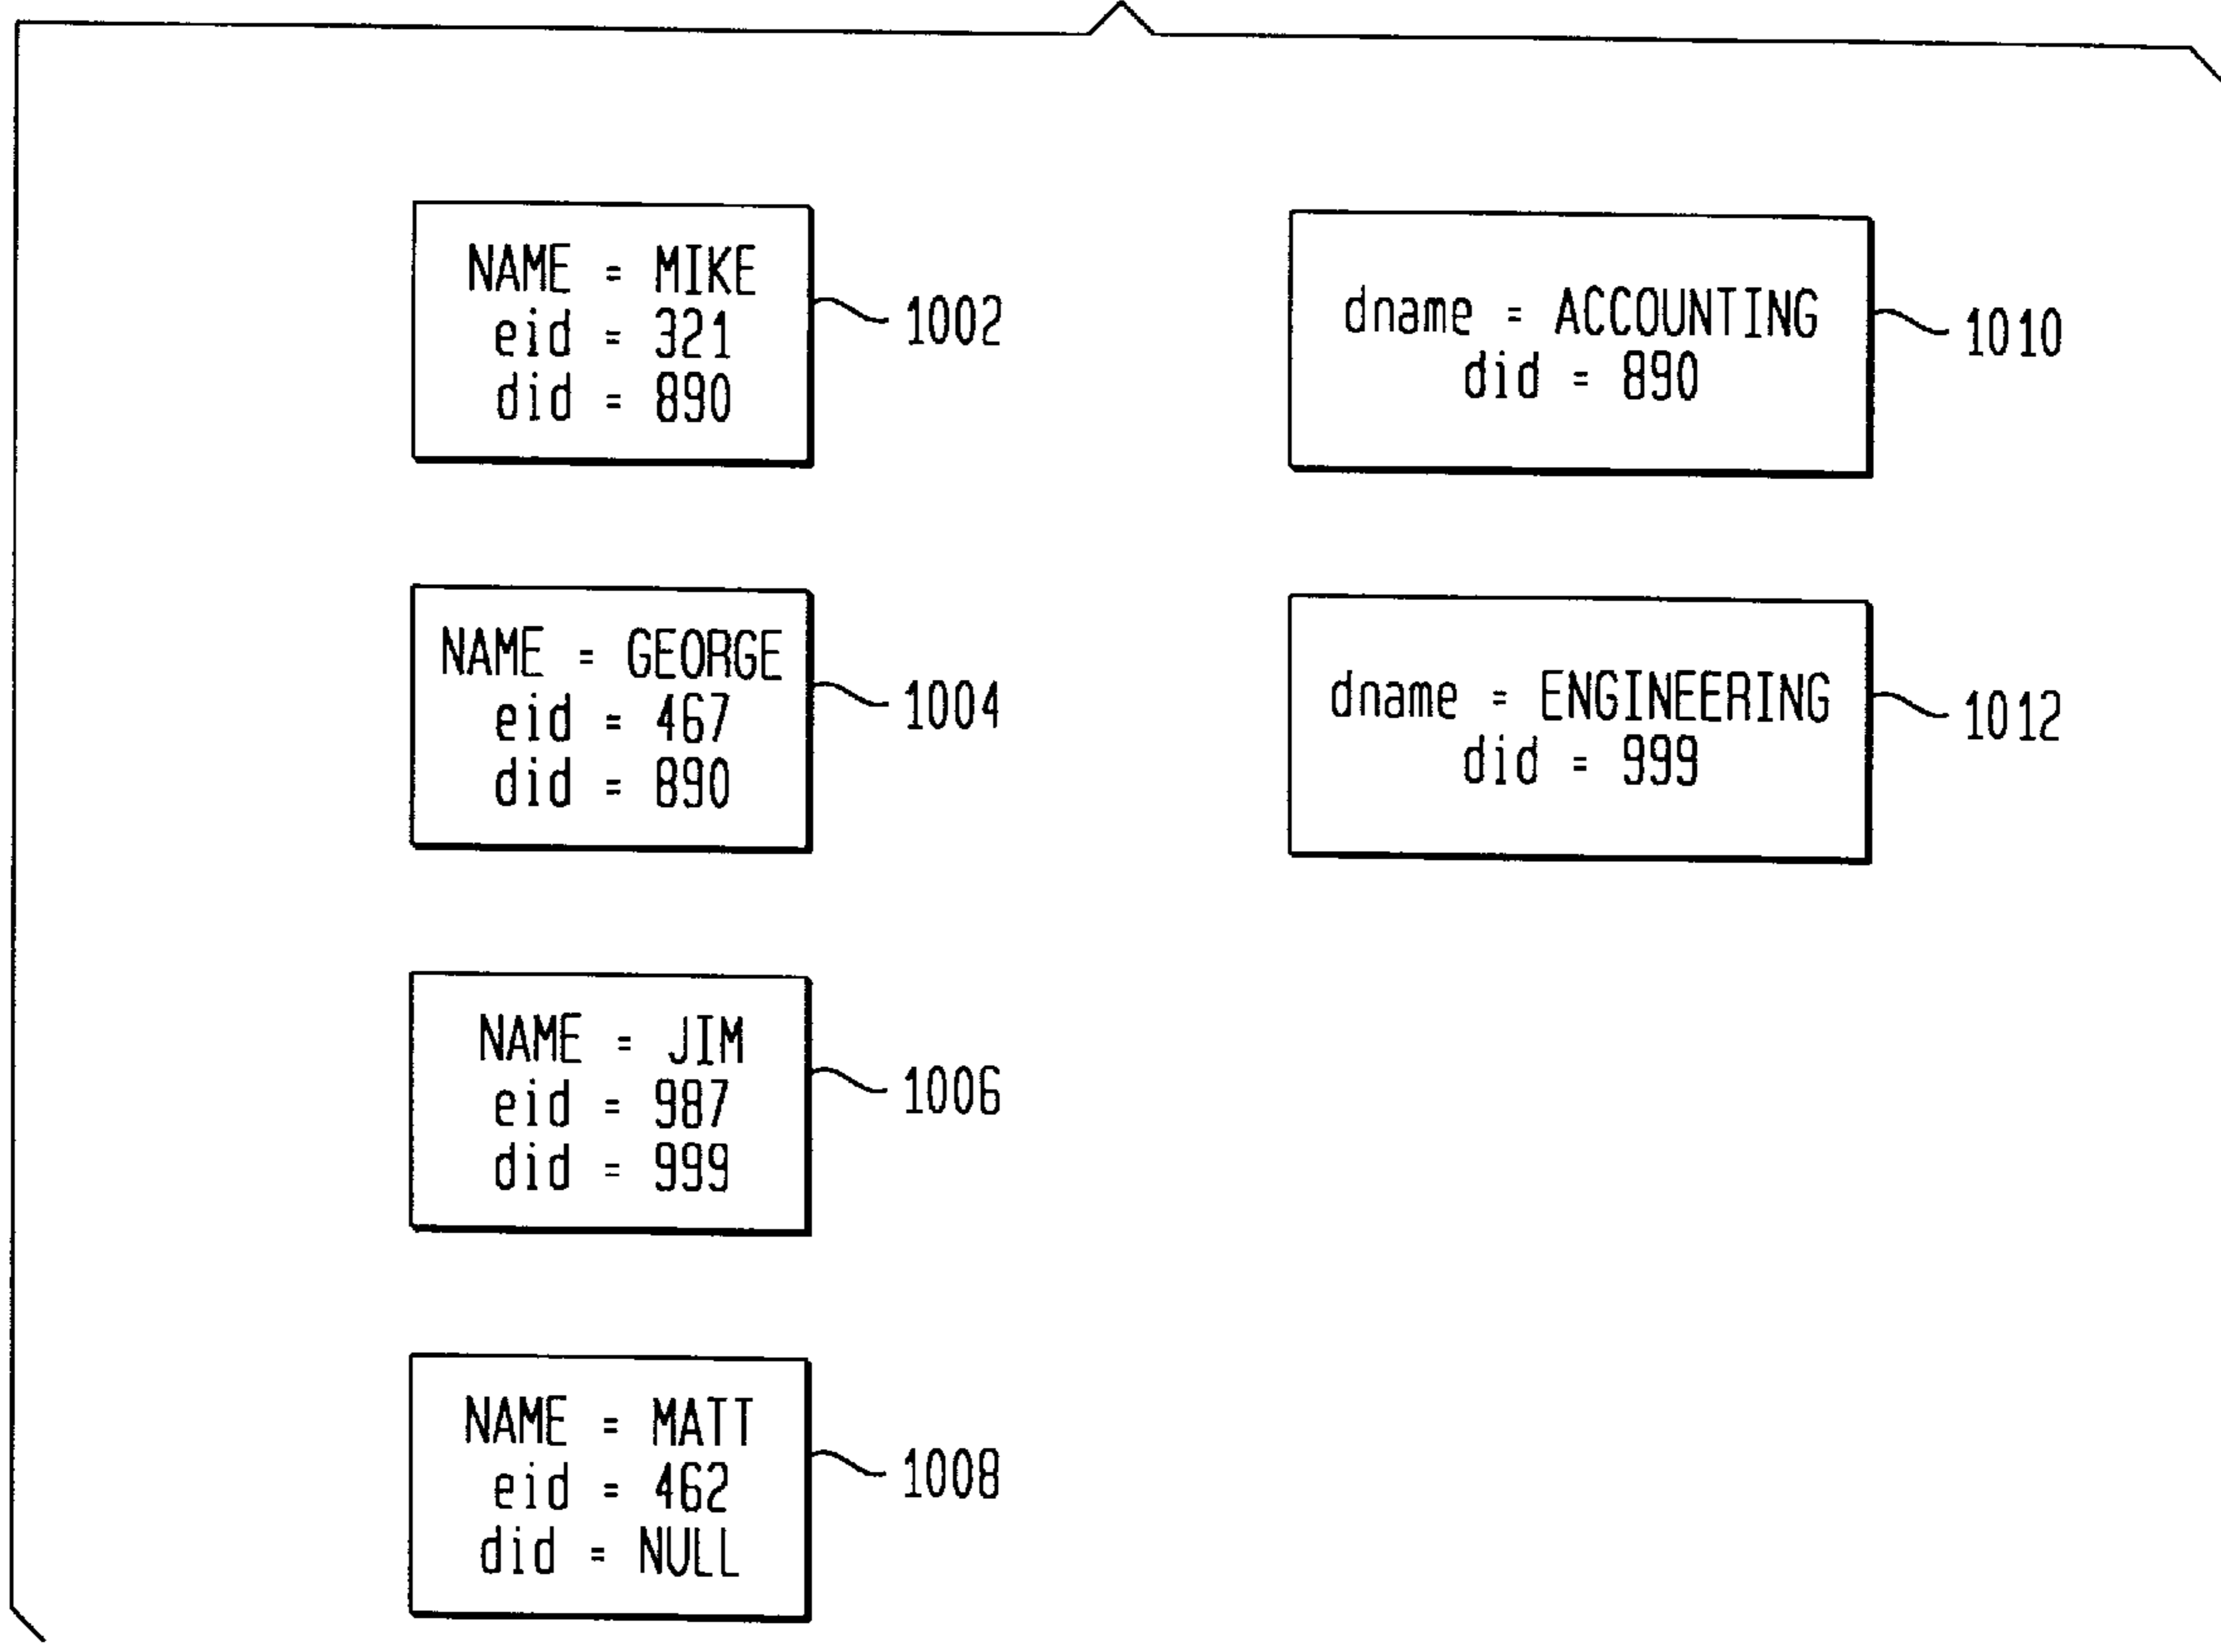 NAME = MIKE
eid = 321
did = 890
1002
dname = ACCOUNTING
did = 890
1010
NAME = GEORGE
eid = 467
did = 890
1004
dname = ENGINEERING
did = 999
1012
NAME = JIM
eid = 987
did = 999
1006
NAME = MATT
eid = 462
did = NULL
1008